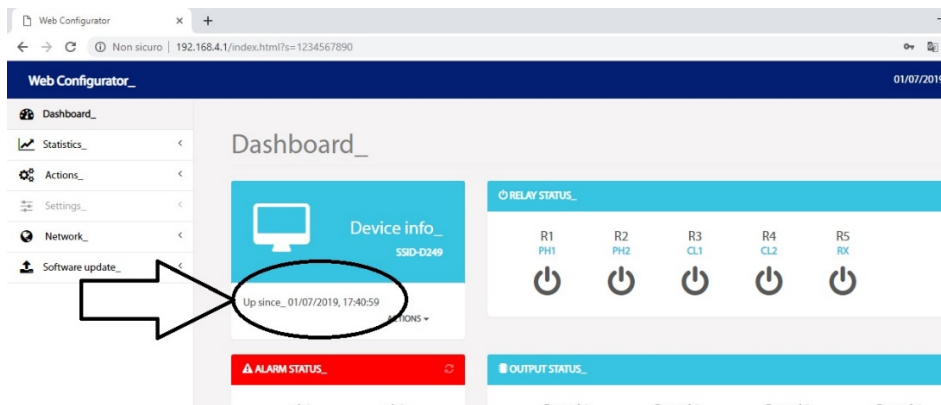 Web Configurator
Non sicuro | 192.168.4.1/index.html?s=1234567890
Web Configurator_
01/07/2019
Dashboard_
Statistics_
Actions_
Settings_
Network_
Software update_
Dashboard_
Device info_
SSID-D249
Up since_ 01/07/2019, 17:40:59
ACTIONS
RELAY STATUS_
R1 R2 R3 R4 R5
PH1 PH2 CL1 CL2 RX
ALARM STATUS_
OUTPUT STATUS_